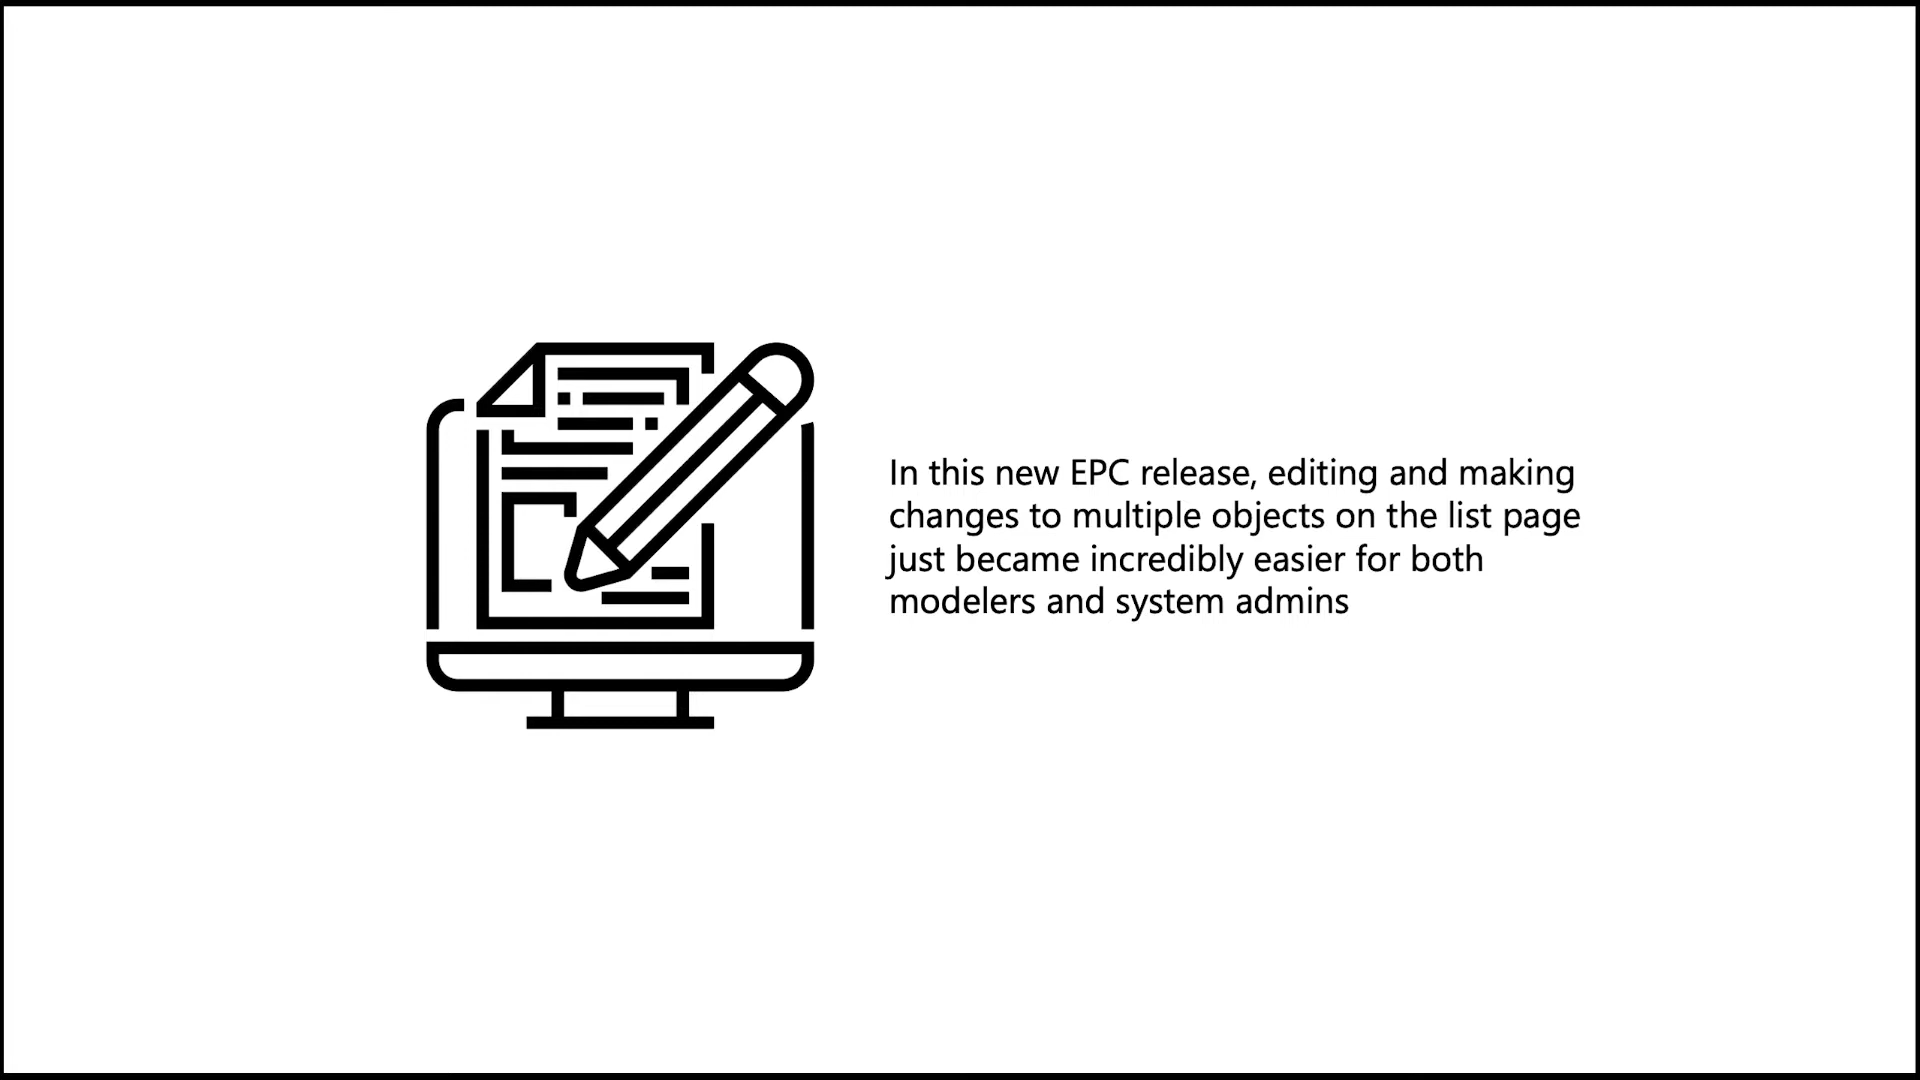 In this new EPC release, editing and making
changes to multiple objects on the list page
just became incredibly easier for both
modelers and system admins